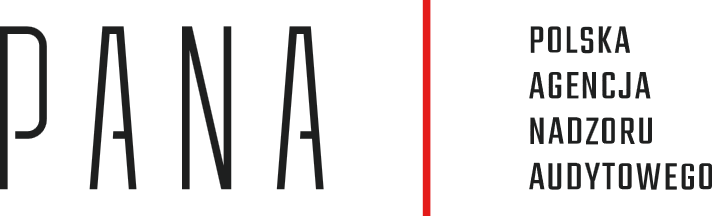 PANA
POLSKA
AGENCJA
NADZORU
AUDYTOWEGO